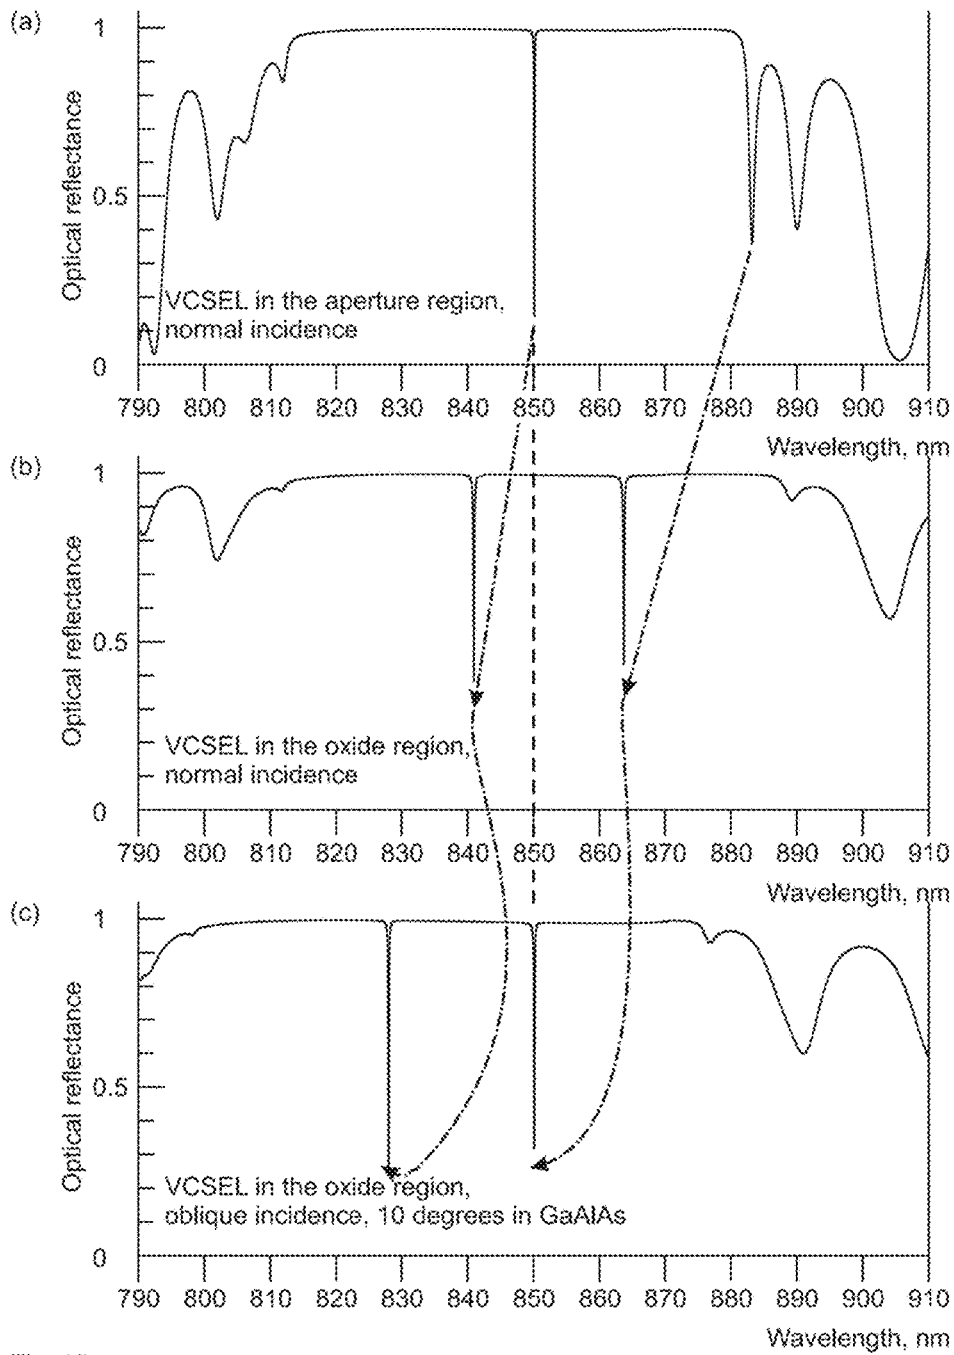 (a)
1
0.5
0
Optical reflectance
VCSEL in the aperture region,
normal incidence
790 800 810 820 830 840 850 860 870 880 890 900 910
Wavelength, nm
(b)
1
0.5
0
Optical reflectance
VCSEL in the oxide region,
normal incidence
790 800 810 820 830 840 850 860 870 880 890 900 910
Wavelength, nm
(c)
1
0.5
0
Optical reflectance
VCSEL in the oxide region,
oblique incidence, 10 degrees in GaAlAs
790 800 810 820 830 840 850 860 870 880 890 900 910
Wavelength, nm